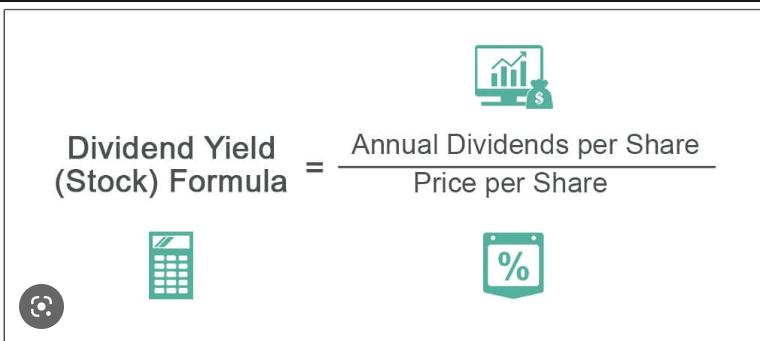 Dividend Yield
(Stock) Formula
=
Annual Dividends per Share
Price per Share
$
%